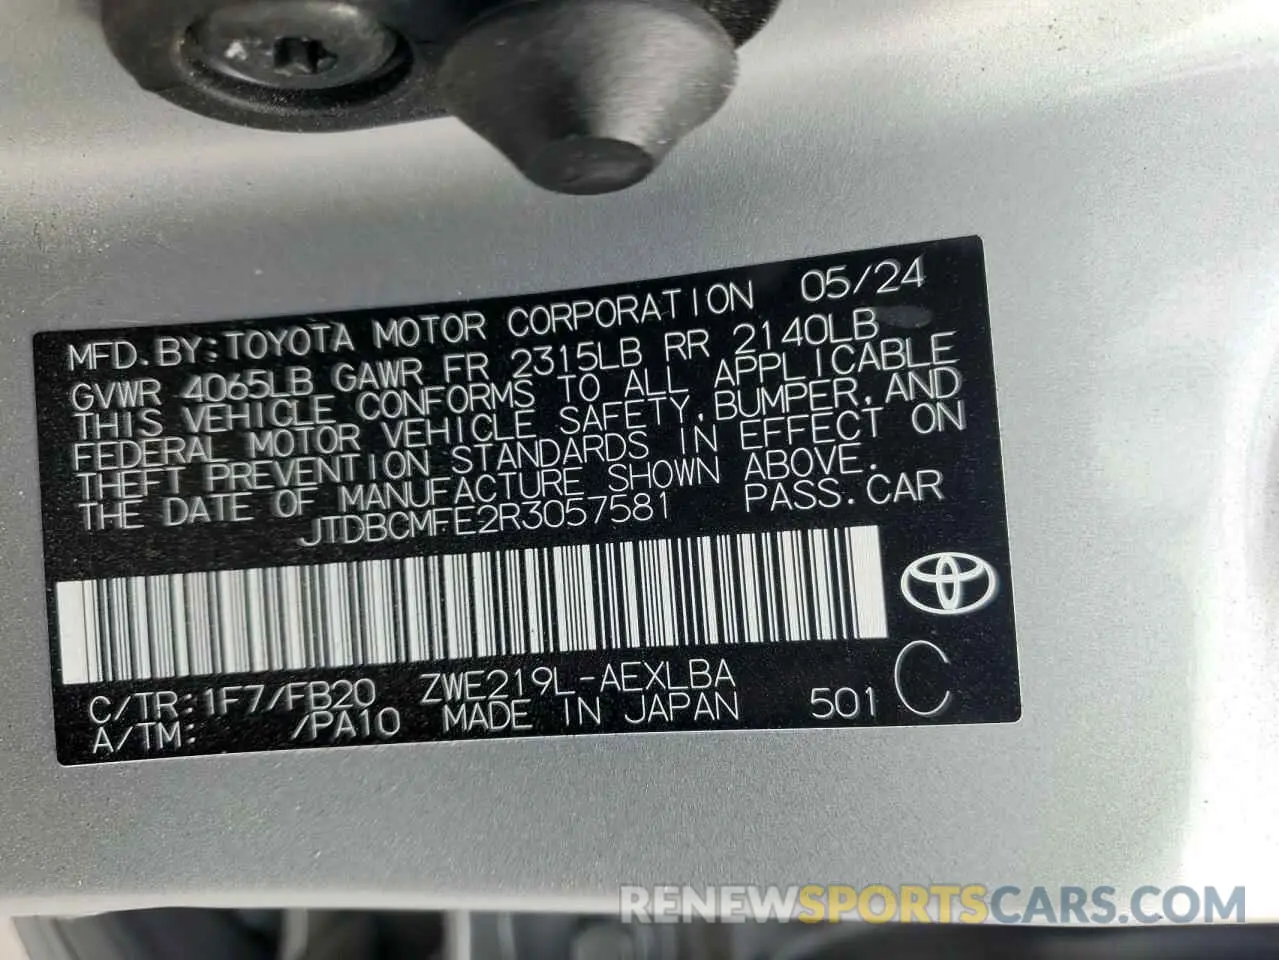 MFD.BY:TOYOTA MOTOR CORPORATION 05/24
GVWR 4065LB GAWR FR 2315LB RR 2140LB
THIS VEHICLE CONFORMS TO ALL APPLICABLE
FEDERAL MOTOR VEHICLE SAFETY, BUMPER, AND
THEFT PREVENTION STANDARDS IN EFFECT ON
THE DATE OF MANUFACTURE SHOWN ABOVE.
JTDBCMFE2R3057581 PASS.CAR
C/TR:1F7/FB20 ZWE219L-AEXLBA
A/TM: /PA10 MADE IN JAPAN 501 C
RENEWSPORTSCARS.COM